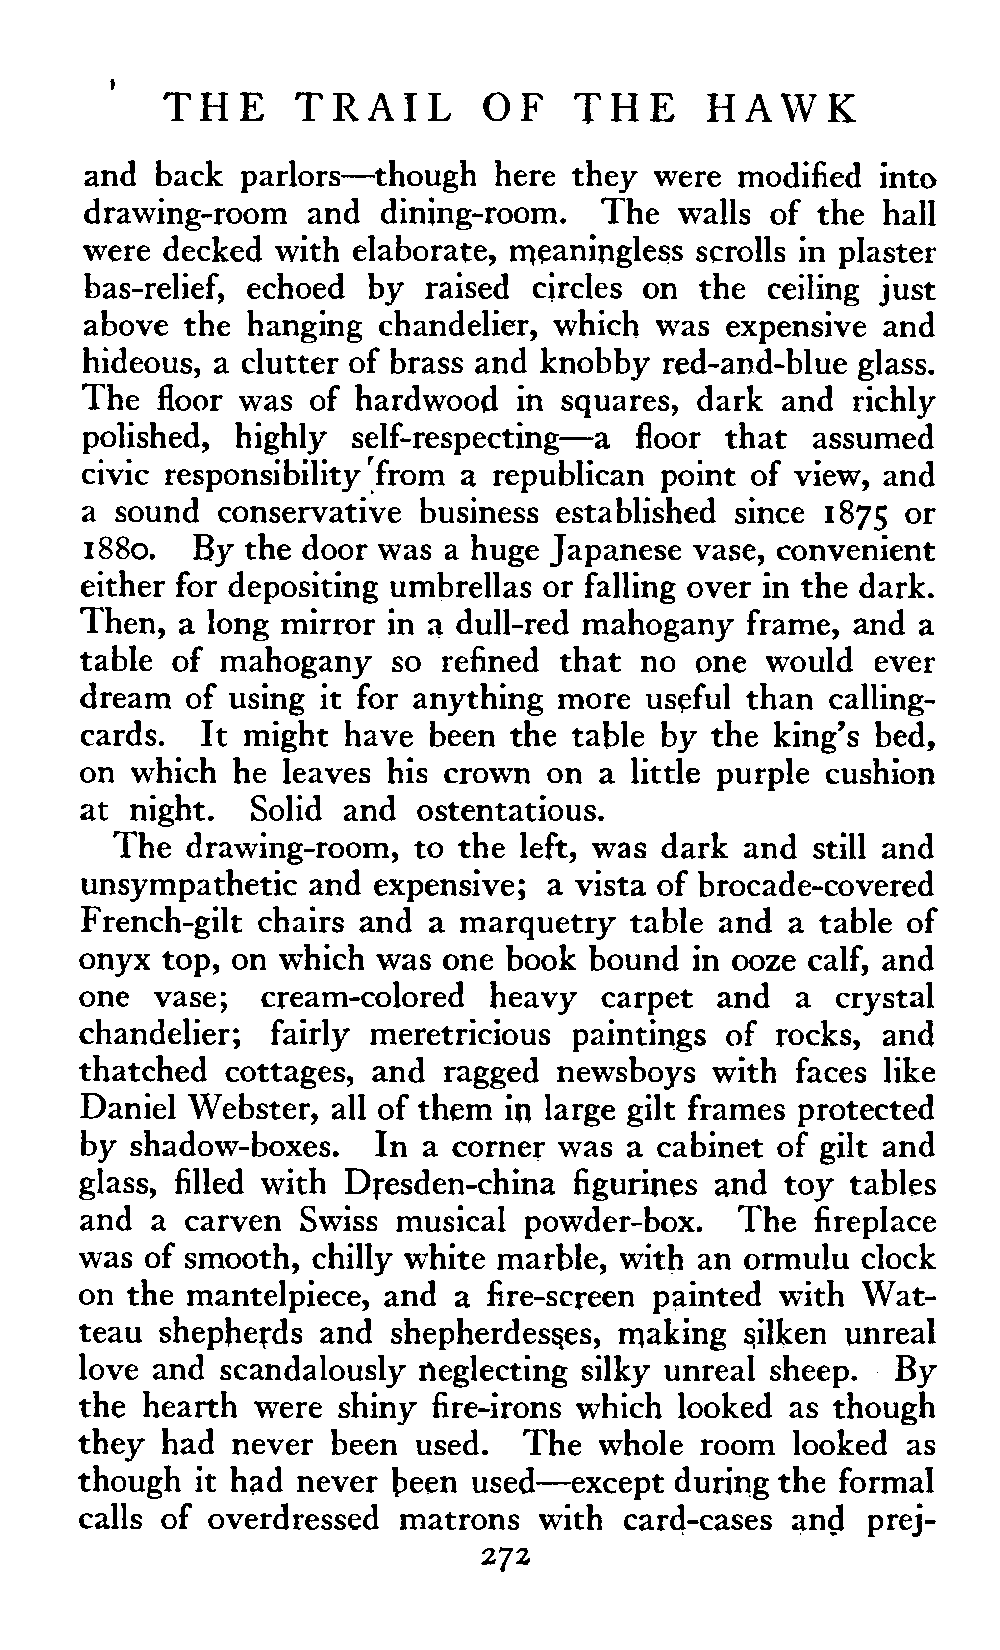 THE TRAIL OF THE HAWK
and back parlors—though here they were modified into
drawing-room and dining-room. The walls of the hall
were decked with elaborate, meaningless scrolls in plaster
bas-relief, echoed by raised circles on the ceiling just
above the hanging chandelier, which was expensive and
hideous, a clutter of brass and knobby red-and-blue glass.
The floor was of hardwood in squares, dark and richly
polished, highly self-respecting—a floor that assumed
civic responsibility from a republican point of view, and
a sound conservative business established since 1875 or
1880. By the door was a huge Japanese vase, convenient
either for depositing umbrellas or falling over in the dark.
Then, a long mirror in a dull-red mahogany frame, and a
table of mahogany so refined that no one would ever
dream of using it for anything more useful than calling-
cards. It might have been the table by the king's bed,
on which he leaves his crown on a little purple cushion
at night. Solid and ostentatious.
The drawing-room, to the left, was dark and still and
unsympathetic and expensive; a vista of brocade-covered
French-gilt chairs and a marquetry table and a table of
onyx top, on which was one book bound in ooze calf, and
one vase; cream-colored heavy carpet and a crystal
chandelier; fairly meretricious paintings of rocks, and
thatched cottages, and ragged newsboys with faces like
Daniel Webster, all of them in large gilt frames protected
by shadow-boxes. In a corner was a cabinet of gilt and
glass, filled with Dresden-china figurines and toy tables
and a carven Swiss musical powder-box. The fireplace
was of smooth, chilly white marble, with an ormulu clock
on the mantelpiece, and a fire-screen painted with Wat-
teau shepherds and shepherdesses, making silken unreal
love and scandalously neglecting silky unreal sheep. By
the hearth were shiny fire-irons which looked as though
they had never been used. The whole room looked as
though it had never been used—except during the formal
calls of overdressed matrons with card-cases and prej-
272